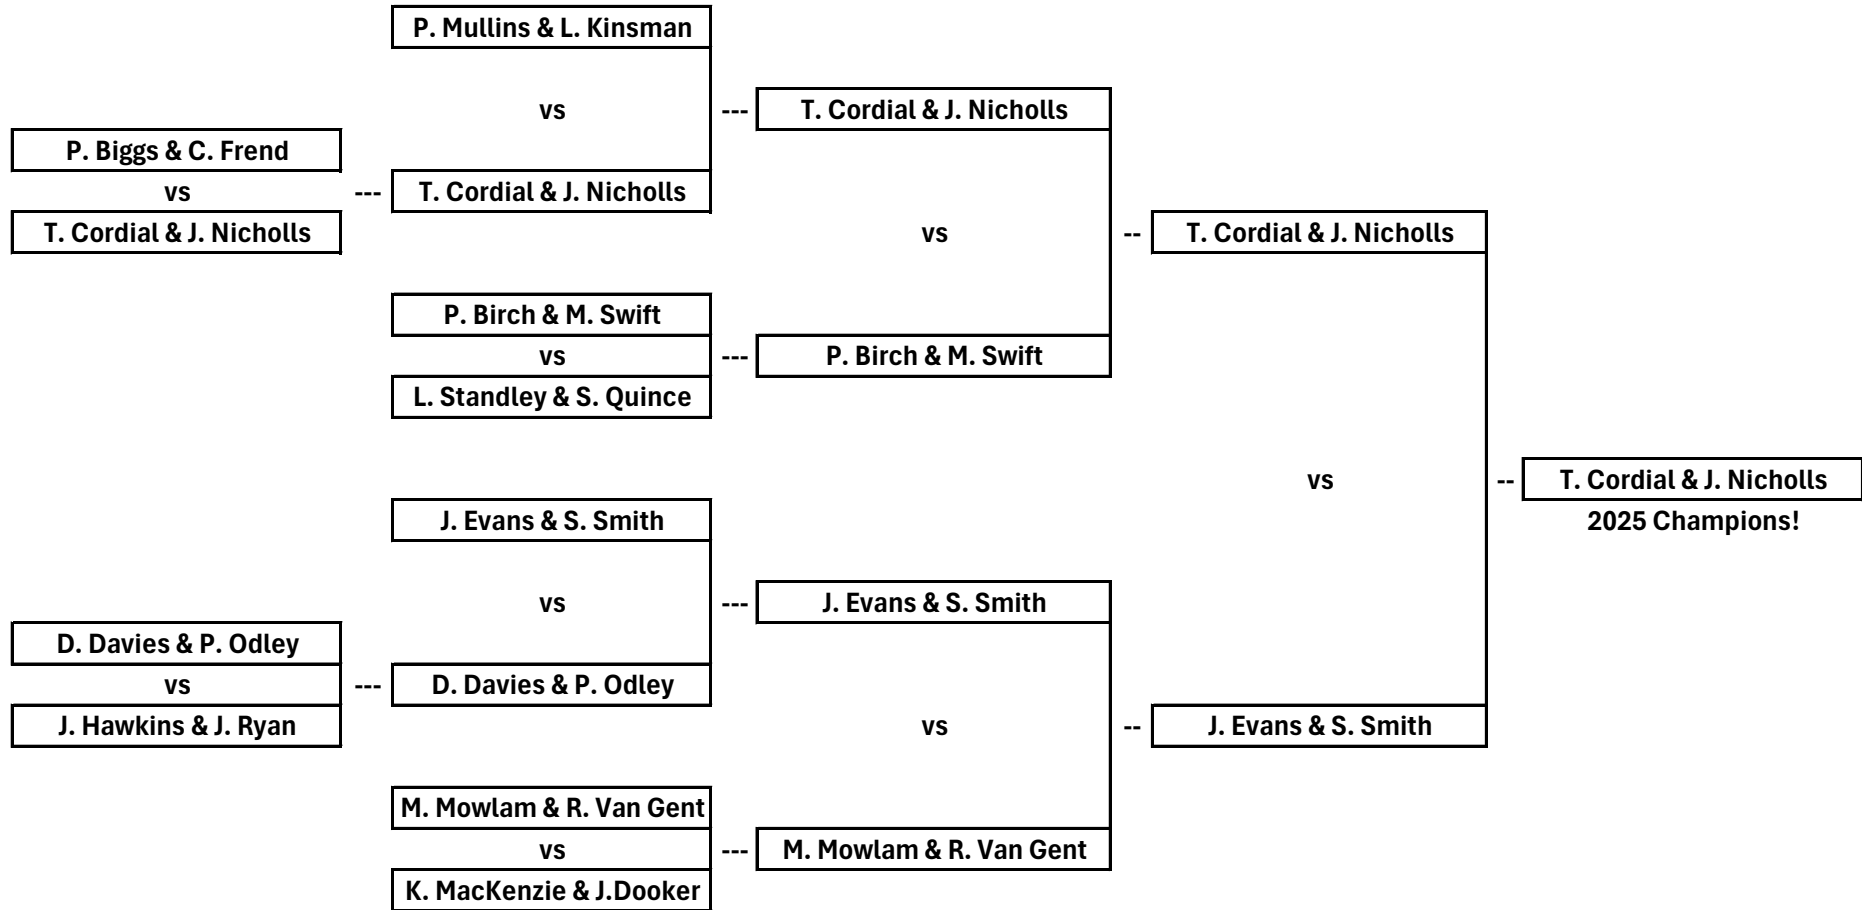 P. Mullins & L. Kinsman
vs
--- T. Cordial & J. Nicholls
P. Biggs & C. Frend
vs
--- T. Cordial & J. Nicholls
T. Cordial & J. Nicholls
vs
-- T. Cordial & J. Nicholls
P. Birch & M. Swift
vs
--- P. Birch & M. Swift
L. Standley & S. Quince
vs
-- T. Cordial & J. Nicholls
2025 Champions!
J. Evans & S. Smith
vs
--- J. Evans & S. Smith
D. Davies & P. Odley
vs
--- D. Davies & P. Odley
J. Hawkins & J. Ryan
vs
-- J. Evans & S. Smith
M. Mowlam & R. Van Gent
vs
--- M. Mowlam & R. Van Gent
K. MacKenzie & J.Dooker